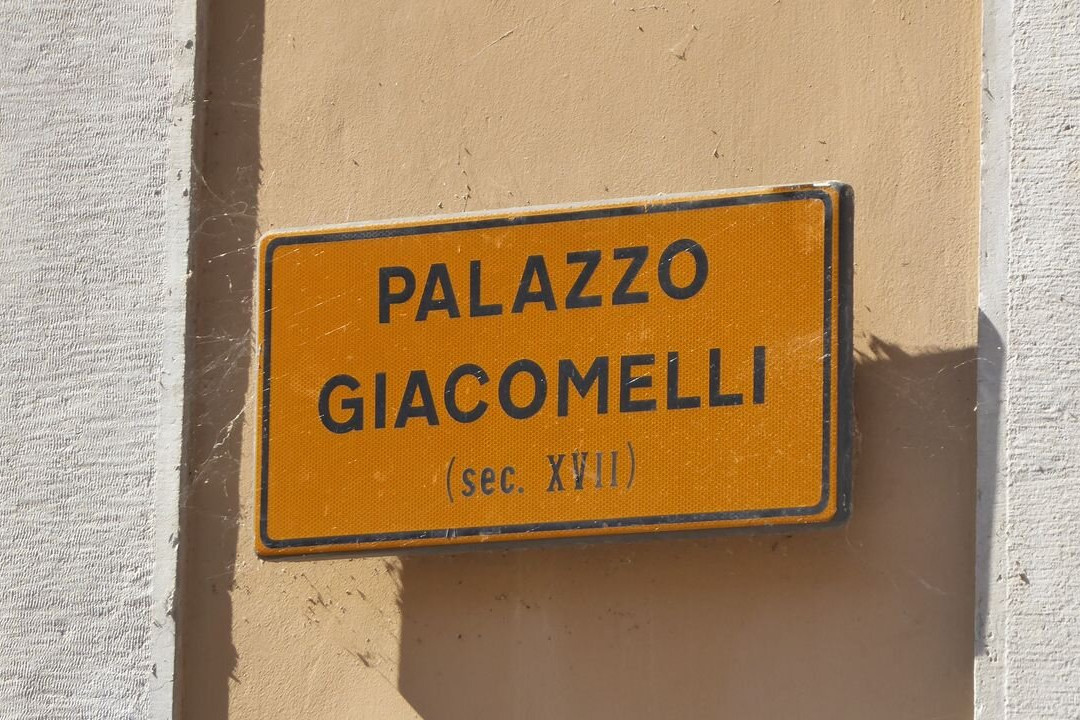 PALAZZO
GIACOMELLI
(sec. XVII)